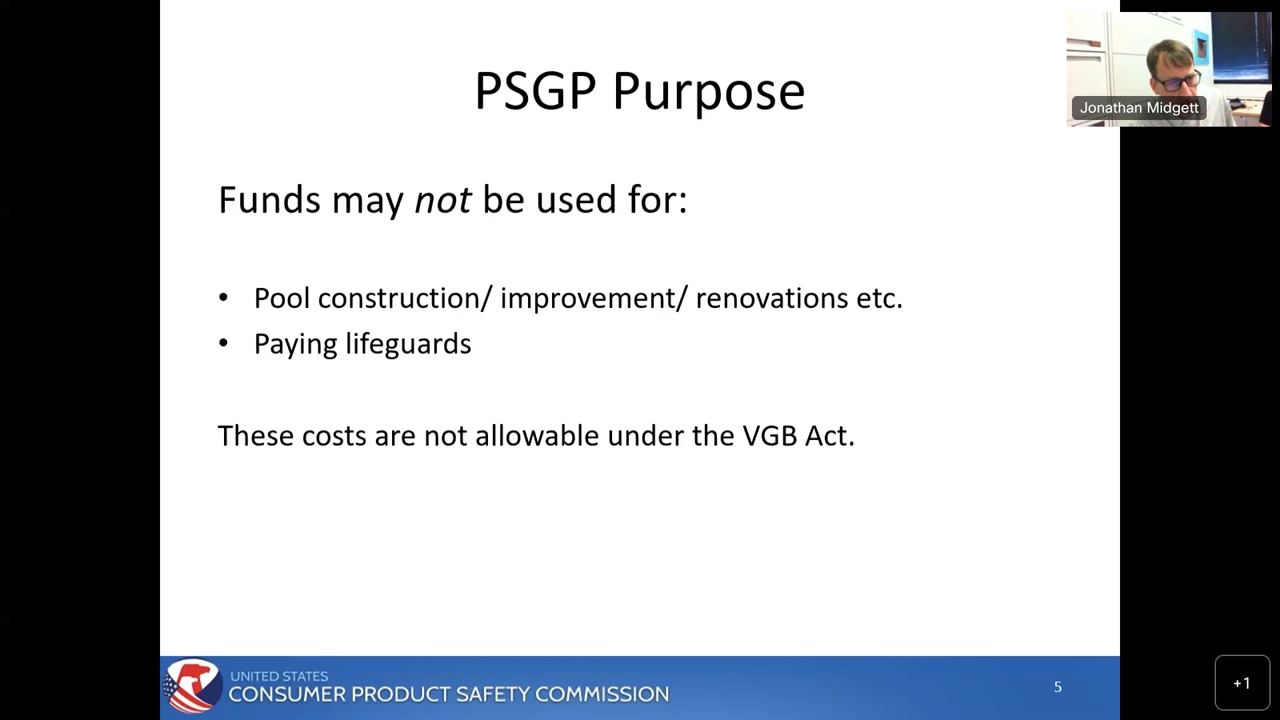 PSGP Purpose
Jonathan Midgett
Funds may not be used for:
• Pool construction/ improvement/ renovations etc.
• Paying lifeguards
These costs are not allowable under the VGB Act.
UNITED STATES
CONSUMER PRODUCT SAFETY COMMISSION
5
+1